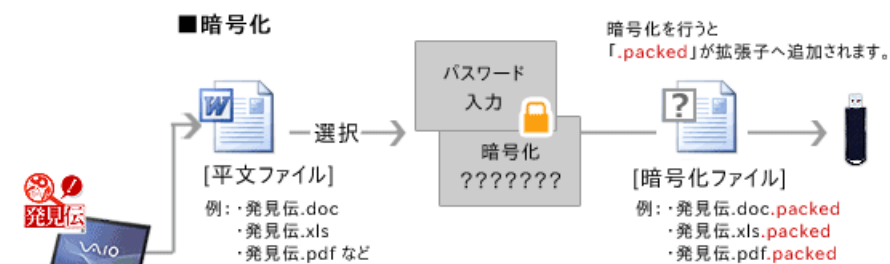 ■暗号化
暗号化を行うと
「.packed」が拡張子へ追加されます。
パスワード
入力
W
?
選択
暗号化
???????
[平文ファイル]
[暗号化ファイル]
例：・発見伝.doc
・発見伝.xls
・発見伝.pdf など
例：・発見伝.doc.packed
・発見伝.xls.packed
・発見伝.pdf.packed
発見伝
VAIO